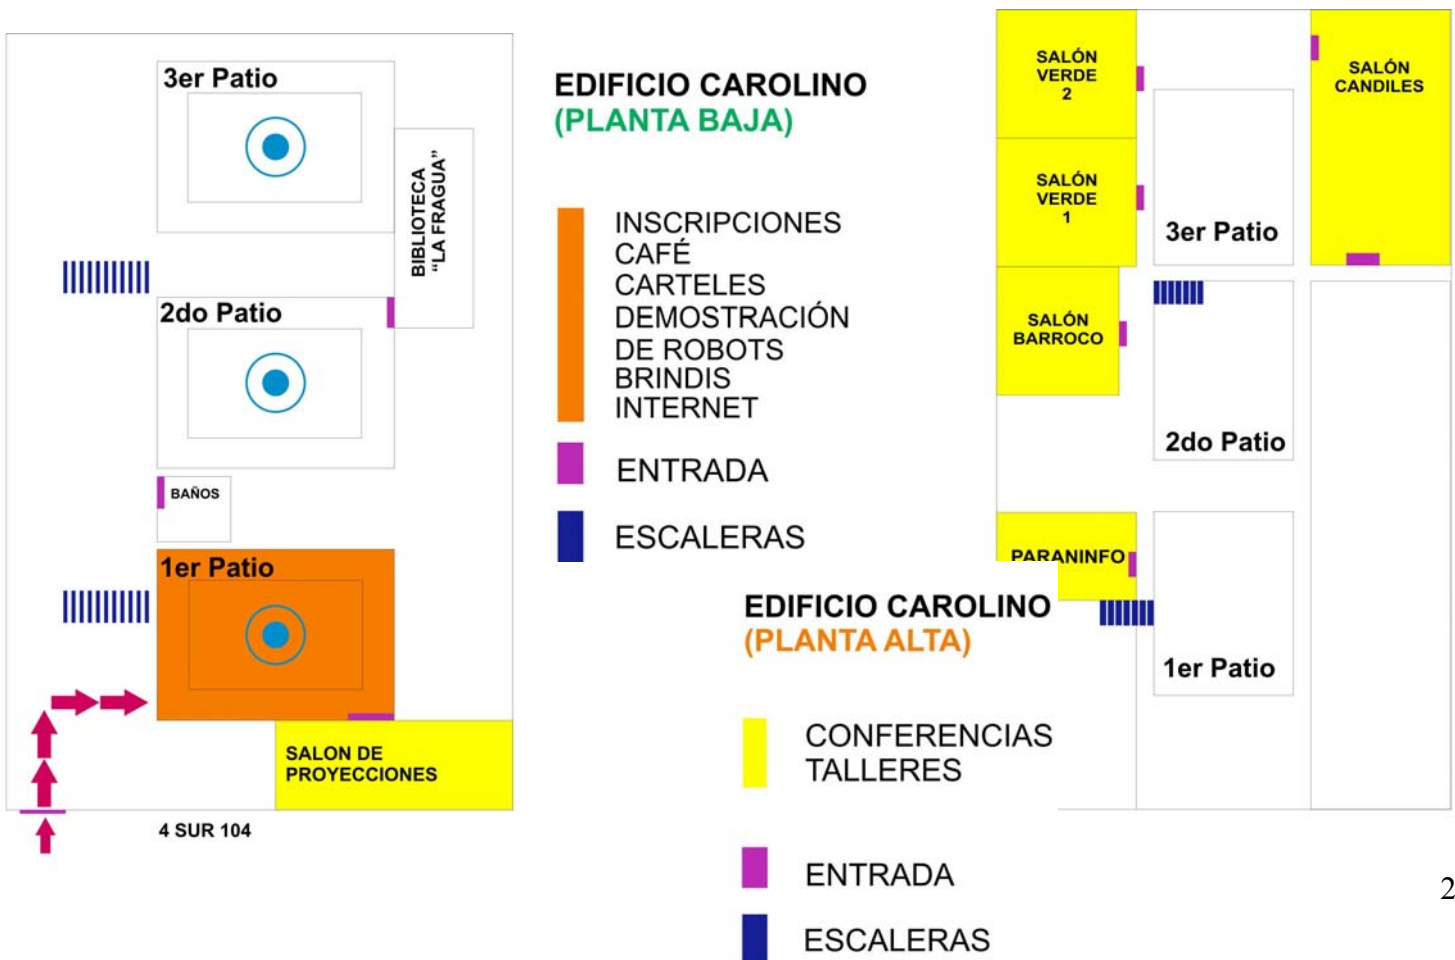 3er Patio
BIBLIOTECA
“LA FRAGUA”
2do Patio
BAÑOS
1er Patio
SALON DE
PROYECCIONES
4 SUR 104
EDIFICIO CAROLINO
(PLANTA BAJA)
INSCRIPCIONES
CAFÉ
CARTELES
DEMOSTRACIÓN
DE ROBOTS
BRINDIS
INTERNET
ENTRADA
ESCALERAS
SALÓN
VERDE
2
SALÓN
CANDILES
SALÓN
VERDE
1
3er Patio
SALÓN
BARROCO
2do Patio
PARANINFO
1er Patio
EDIFICIO CAROLINO
(PLANTA ALTA)
CONFERENCIAS
TALLERES
ENTRADA
ESCALERAS
2